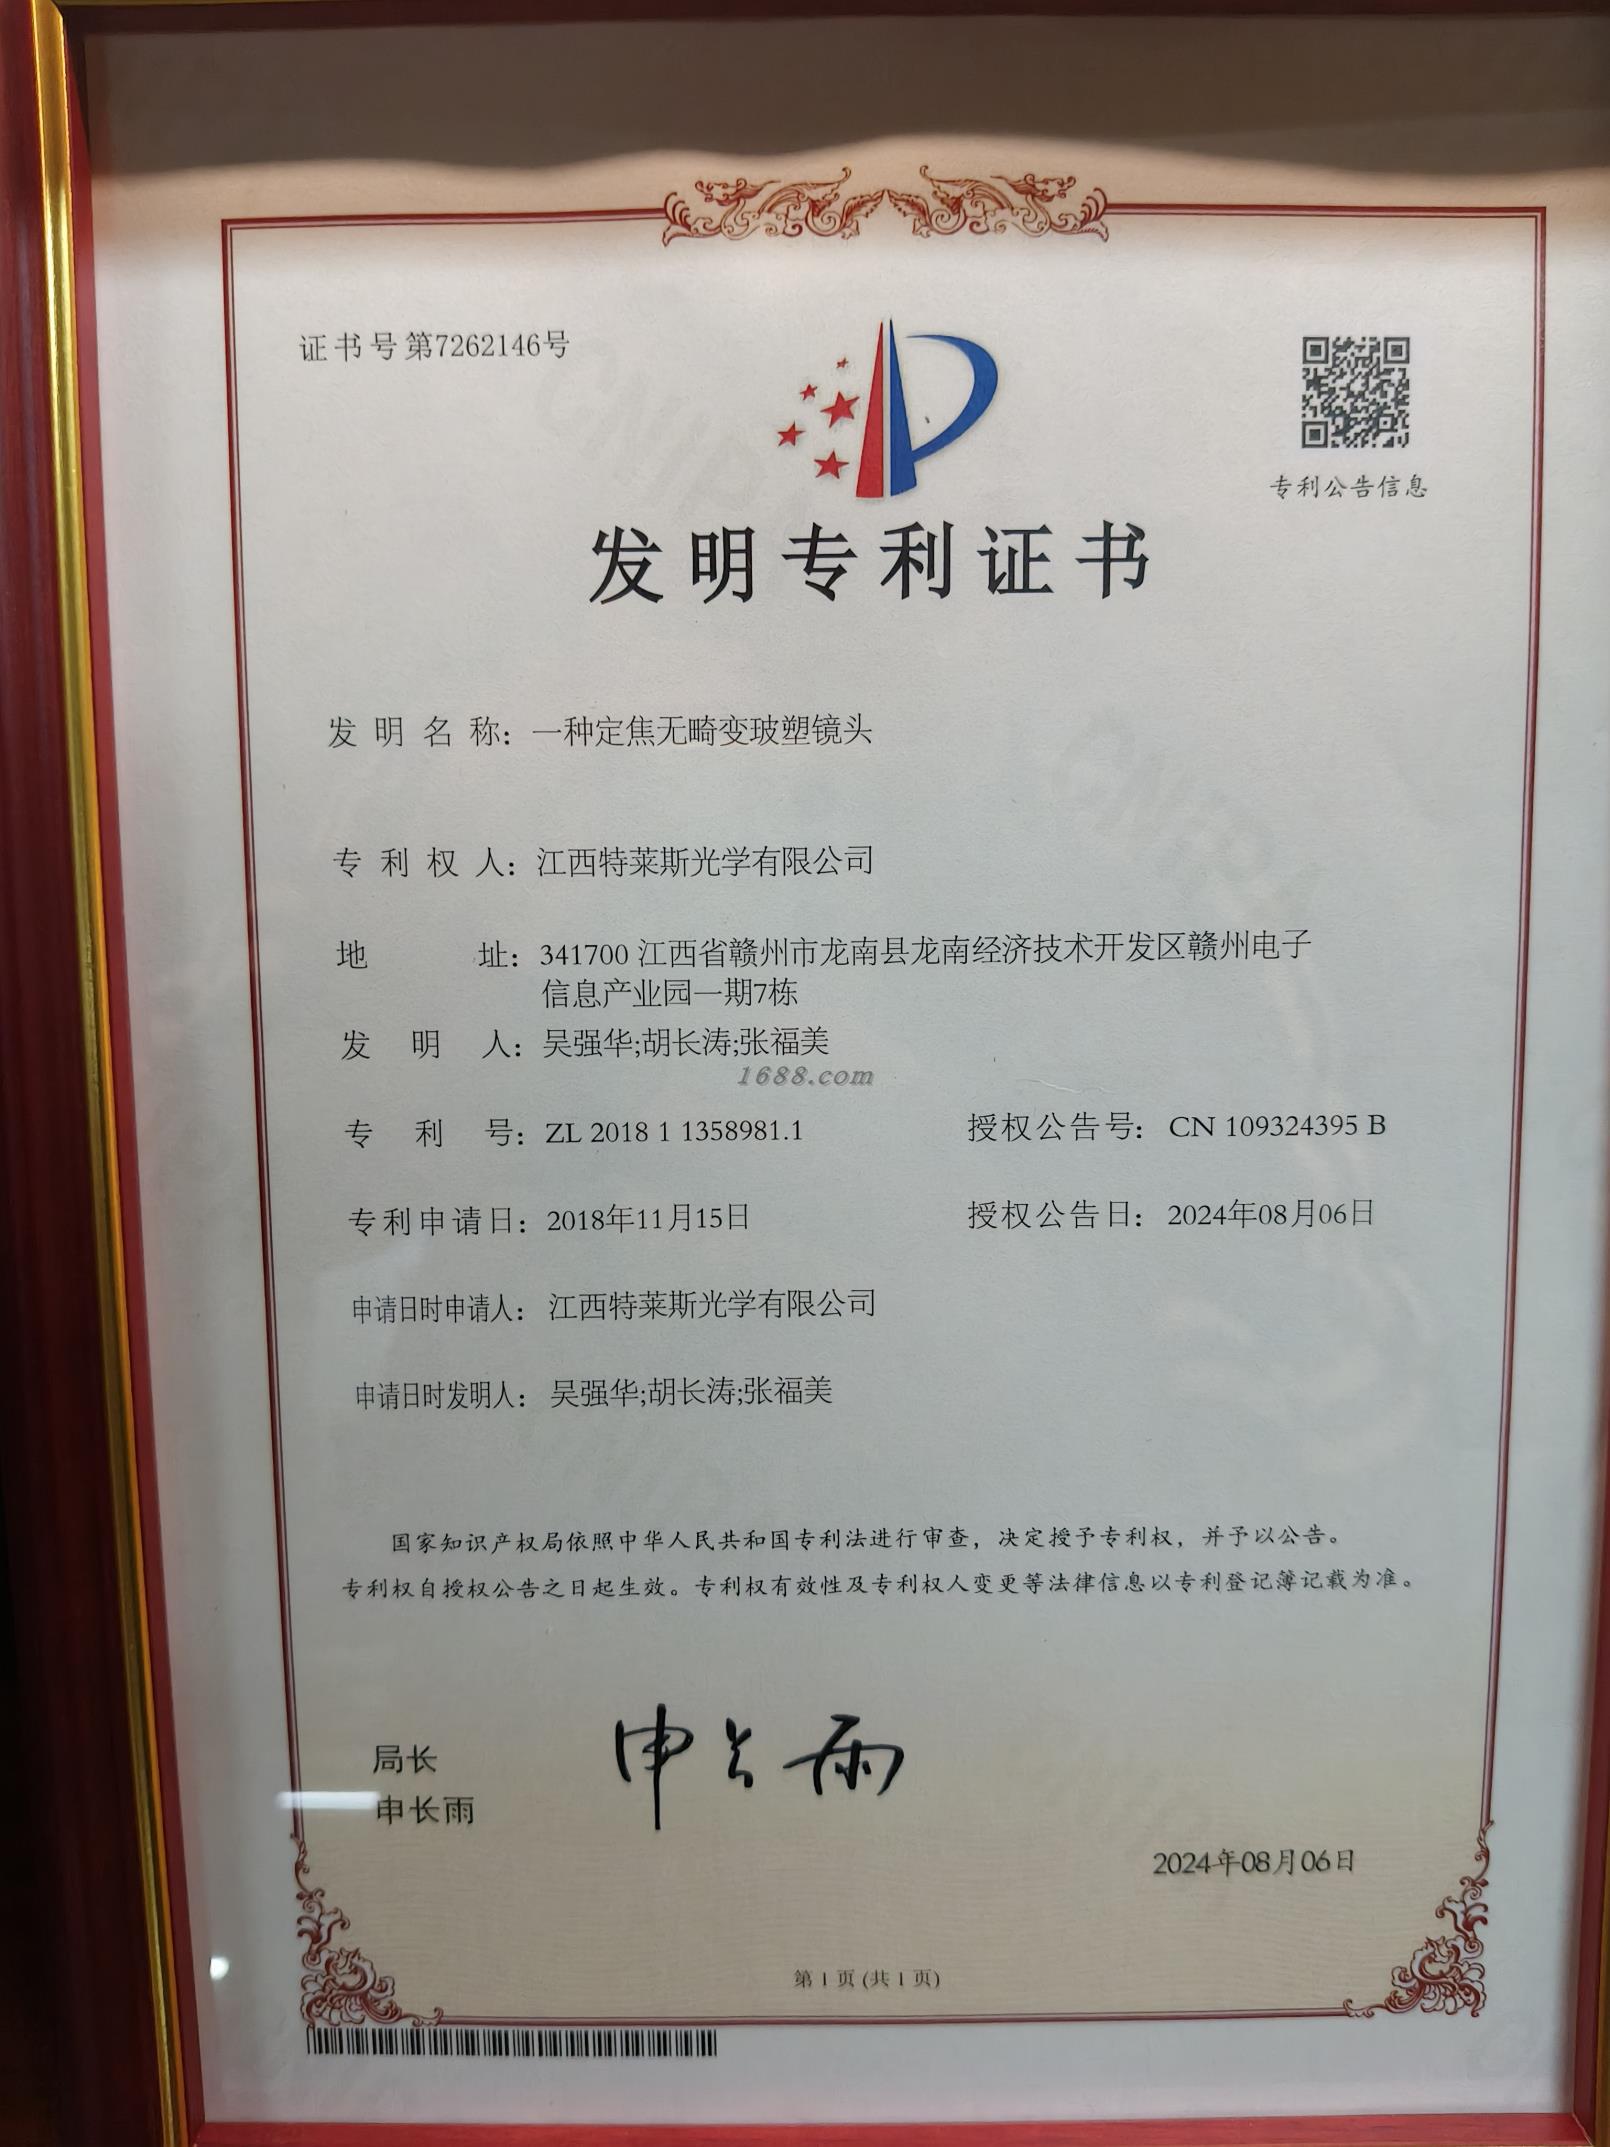 证书号第7262146号
专利公告信息
发明专利证书
发明名称：一种定焦无畸变玻塑镜头
专利权人：江西特莱斯光学有限公司
地址：341700 江西省赣州市龙南县龙南经济技术开发区赣州电子
信息产业园一期7栋
发明人：吴强华;胡长涛;张福美
1688.com
专利号：ZL 2018 1 1358981.1 授权公告号：CN 109324395 B
专利申请日：2018年11月15日 授权公告日：2024年08月06日
申请日时申请人：江西特莱斯光学有限公司
申请日时发明人：吴强华;胡长涛;张福美
国家知识产权局依照中华人民共和国专利法进行审查，决定授予专利权，并予以公告。
专利权自授权公告之日起生效。专利权有效性及专利权人变更等法律信息以专利登记簿记载为准。
局长
申长雨
申长雨
2024年08月06日
第1页(共1页)